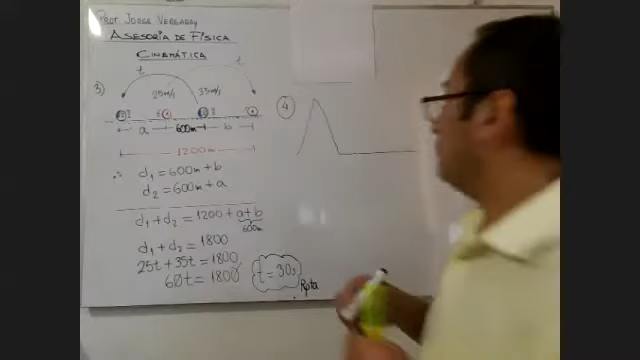 Prof. Jorge Vergaray
Asesoría de Física
Cinemática
3)
t
t
25m/s
35m/s
a
600m
b
1200m
∴ d₁ = 600m + b
d₂ = 600m + a
d₁ + d₂ = 1200 + a + b
600m
d₁ + d₂ = 1800
25t + 35t = 1800
60t = 1800
t = 30s
Rpta
4